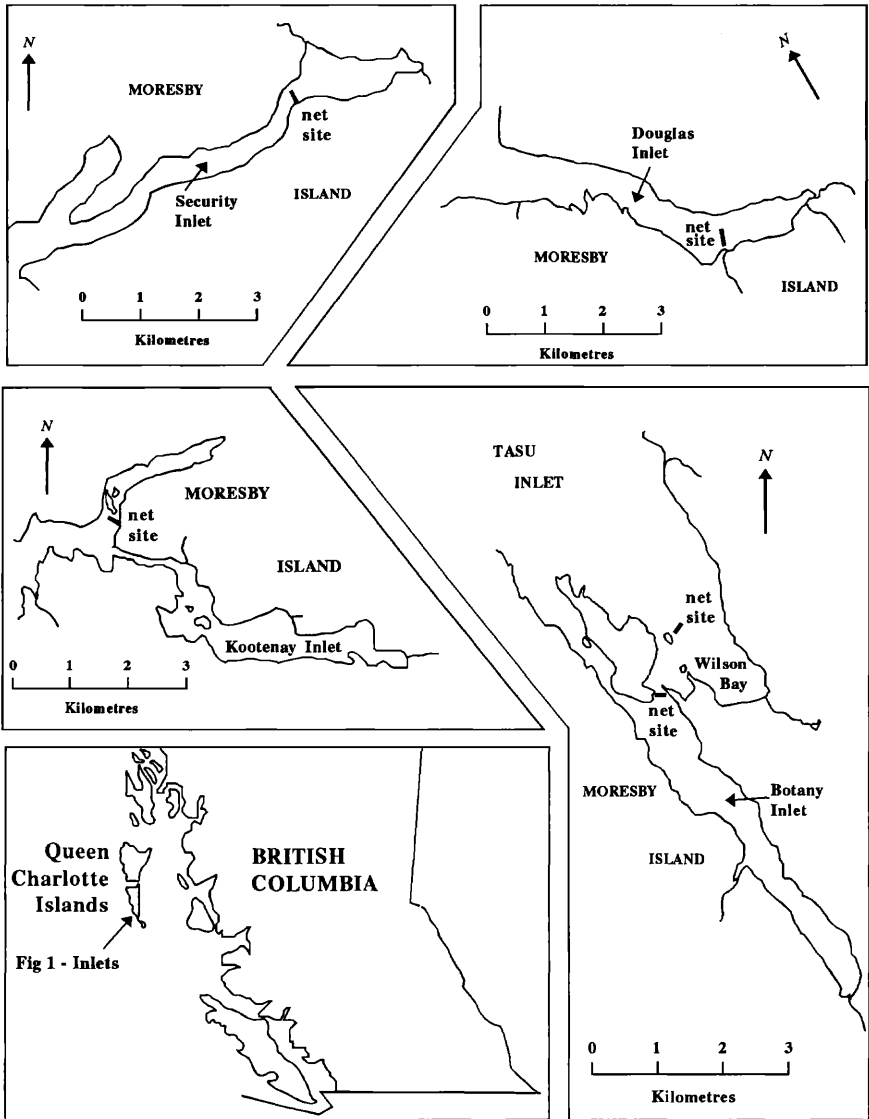 N
MORESBY
net
site
Security
Inlet
ISLAND
0 1 2 3
Kilometres
N
Douglas
Inlet
net
site
MORESBY
ISLAND
0 1 2 3
Kilometres
N
MORESBY
net
site
ISLAND
Kootenay Inlet
0 1 2 3
Kilometres
TASU
INLET
N
net
site
Wilson
Bay
net
site
MORESBY
Botany
Inlet
ISLAND
0 1 2 3
Kilometres
Queen
Charlotte
Islands
BRITISH
COLUMBIA
Fig 1 - Inlets